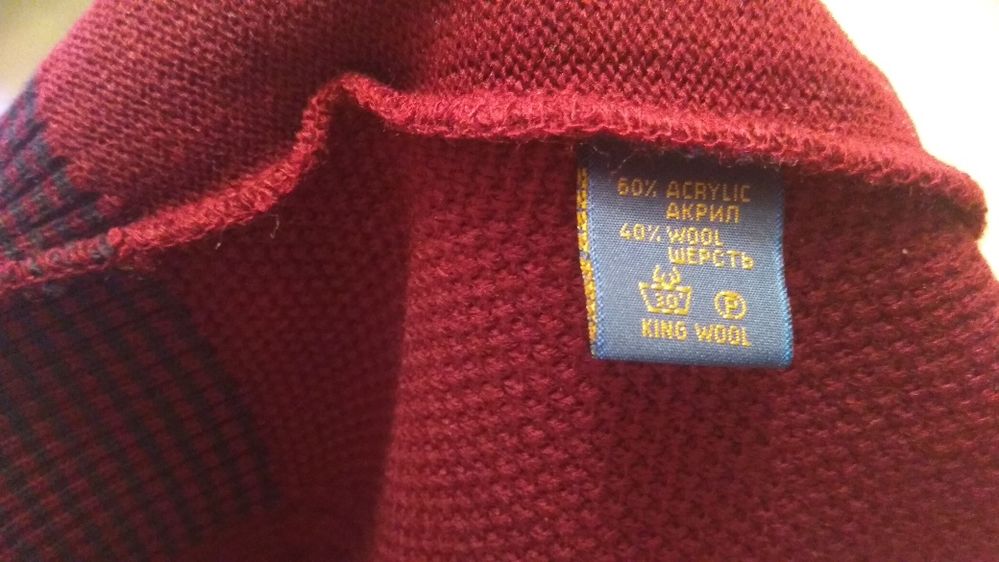 60% ACRYLIC
АКРИЛ
40% WOOL
ШЕРСТЬ
30°
P
KING WOOL